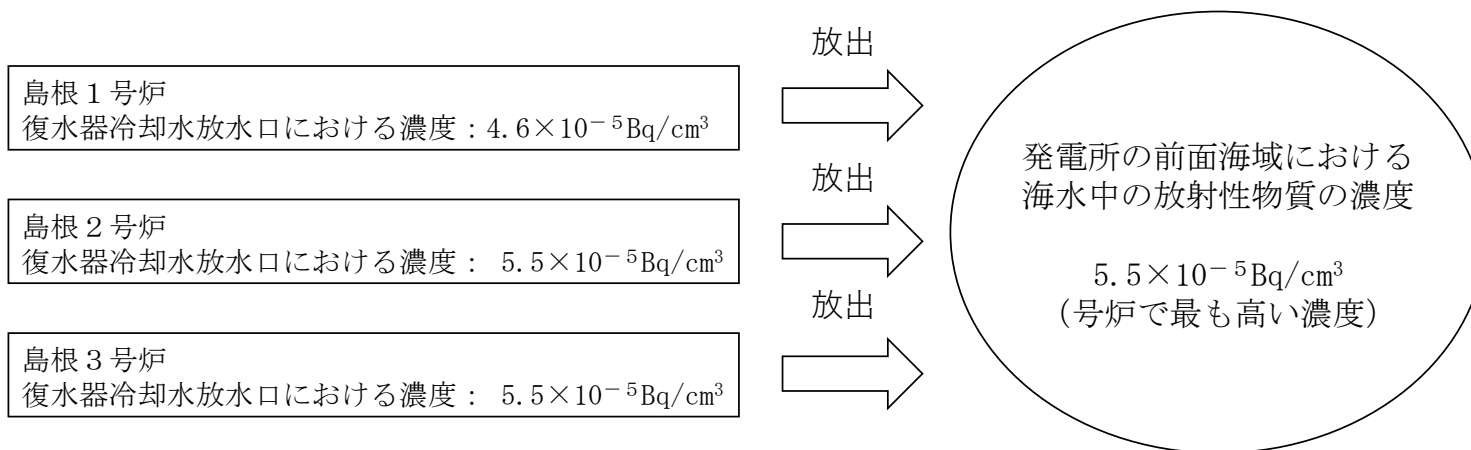 放出
島根１号炉
復水器冷却水放水口における濃度：4.6×10⁻⁵Bq/cm³
放出
島根２号炉
復水器冷却水放水口における濃度： 5.5×10⁻⁵Bq/cm³
放出
島根３号炉
復水器冷却水放水口における濃度： 5.5×10⁻⁵Bq/cm³
発電所の前面海域における
海水中の放射性物質の濃度
5.5×10⁻⁵Bq/cm³
（号炉で最も高い濃度）